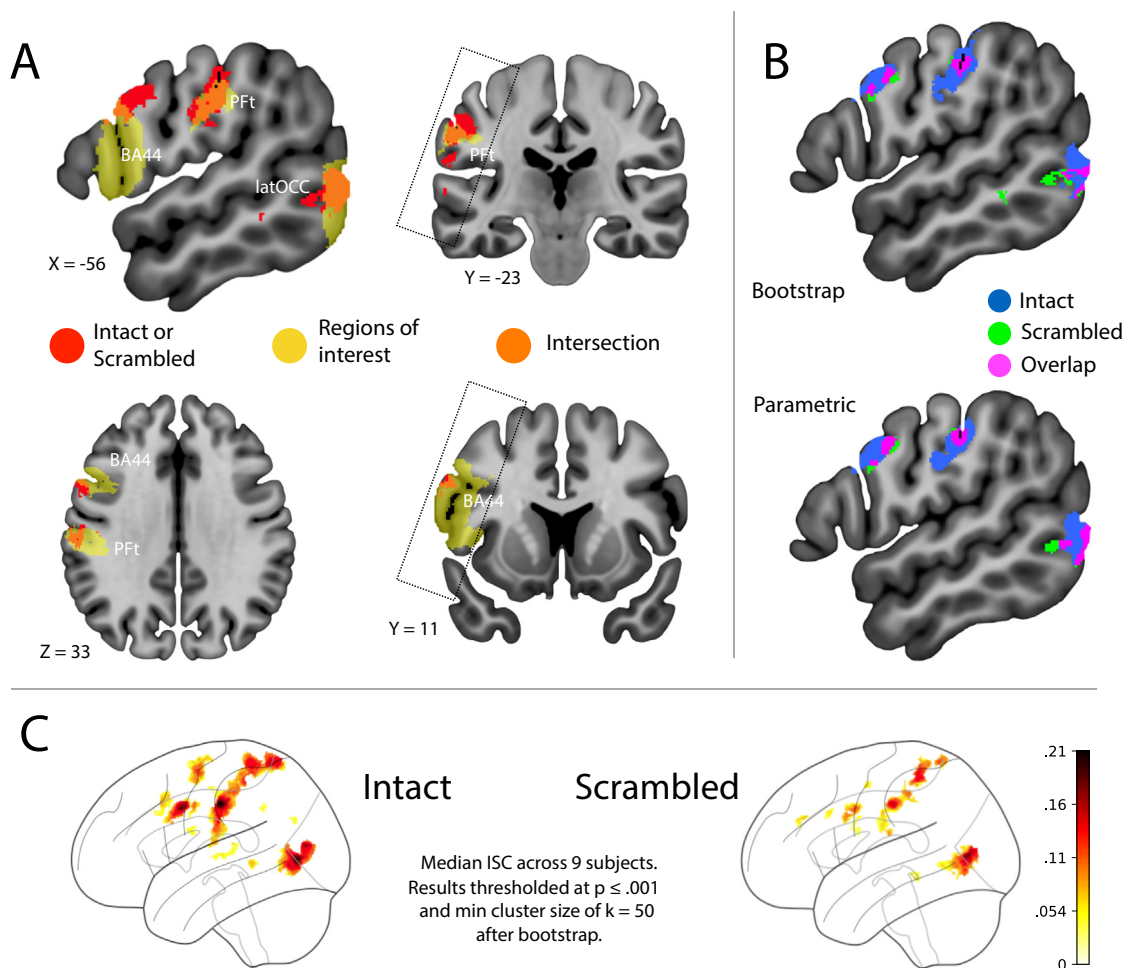 A
B
PFt
BA44
latOCC
X = -56
PFt
Y = -23
Bootstrap
Intact
Scrambled
Overlap
Intact or
Scrambled
Regions of
interest
Intersection
Parametric
BA44
PFt
Z = 33
BA44
Y = 11
C
Intact
Scrambled
Median ISC across 9 subjects.
Results thresholded at p ≤ .001
and min cluster size of k = 50
after bootstrap.
.21
.16
.11
.054
0